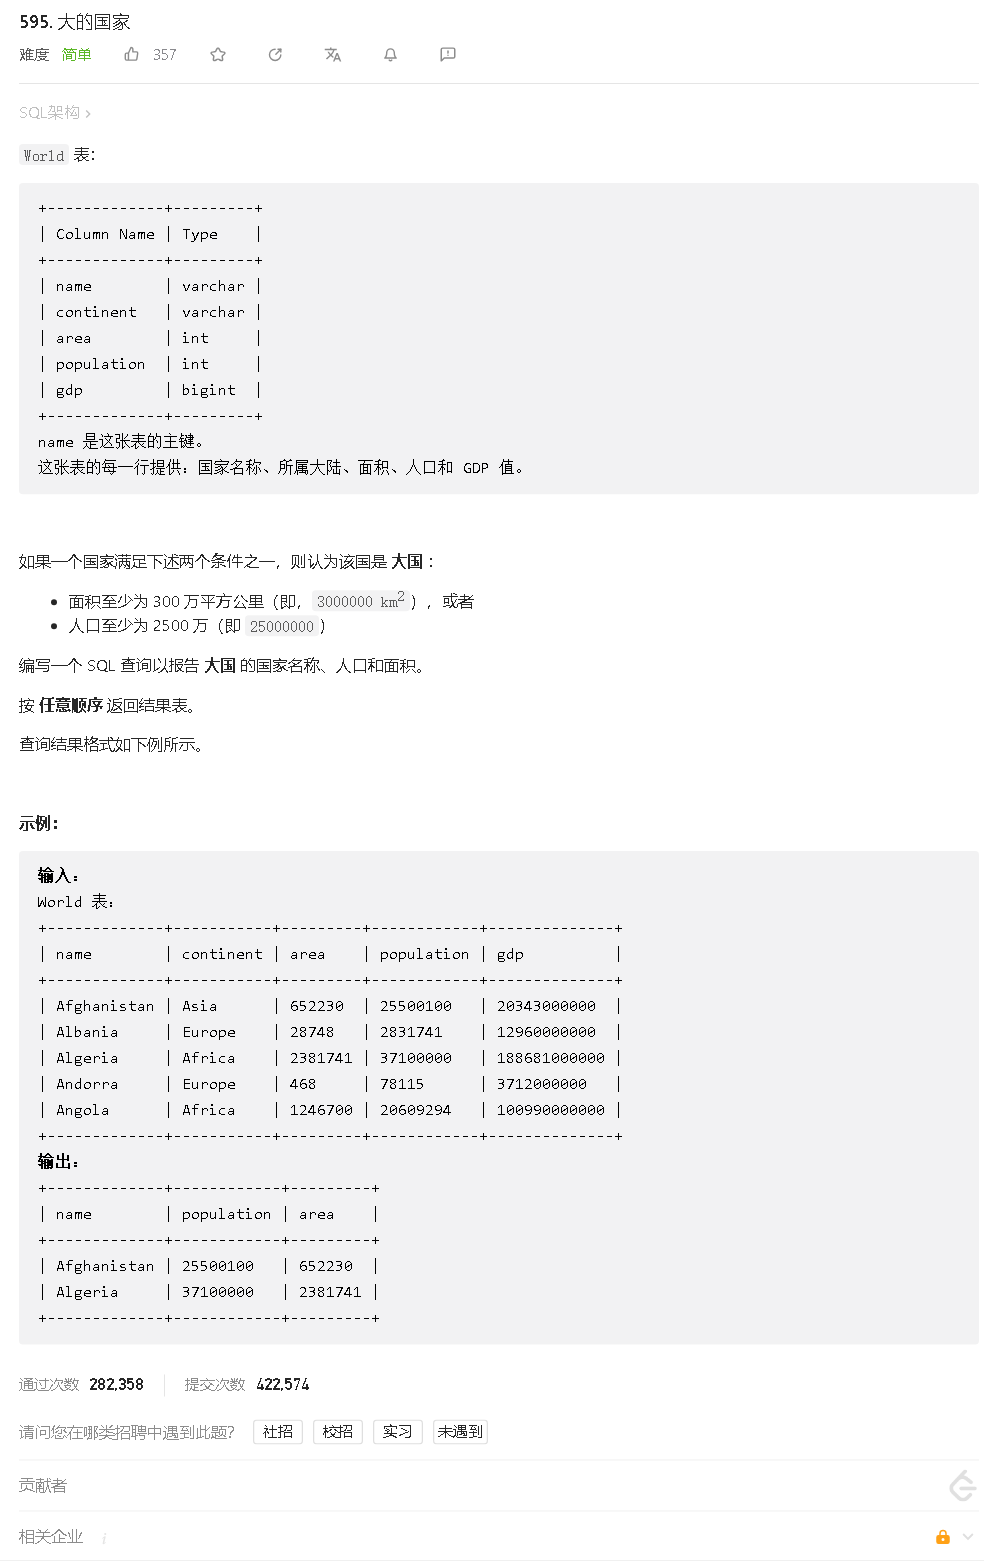 595. 大的国家
难度 简单 357
SQL架构 ›
World 表：
+-------------+---------+
| Column Name | Type    |
+-------------+---------+
| name        | varchar |
| continent   | varchar |
| area        | int     |
| population  | int     |
| gdp         | bigint  |
+-------------+---------+
name 是这张表的主键。
这张表的每一行提供：国家名称、所属大陆、面积、人口和 GDP 值。
如果一个国家满足下述两个条件之一，则认为该国是 大国 ：
• 面积至少为 300 万平方公里（即，3000000 km²），或者
• 人口至少为 2500 万（即 25000000）
编写一个 SQL 查询以报告 大国 的国家名称、人口和面积。
按 任意顺序 返回结果表。
查询结果格式如下例所示。
示例：
输入：
World 表：
+-------------+-----------+---------+------------+--------------+
| name        | continent | area    | population | gdp          |
+-------------+-----------+---------+------------+--------------+
| Afghanistan | Asia      | 652230  | 25500100   | 20343000000  |
| Albania     | Europe    | 28748   | 2831741    | 12960000000  |
| Algeria     | Africa    | 2381741 | 37100000   | 188681000000 |
| Andorra     | Europe    | 468     | 78115      | 3712000000   |
| Angola      | Africa    | 1246700 | 20609294   | 100990000000 |
+-------------+-----------+---------+------------+--------------+
输出：
+-------------+------------+---------+
| name        | population | area    |
+-------------+------------+---------+
| Afghanistan | 25500100   | 652230  |
| Algeria     | 37100000   | 2381741 |
+-------------+------------+---------+
通过次数 282,358 提交次数 422,574
请问您在哪类招聘中遇到此题？ 社招 校招 实习 未遇到
贡献者
相关企业 i